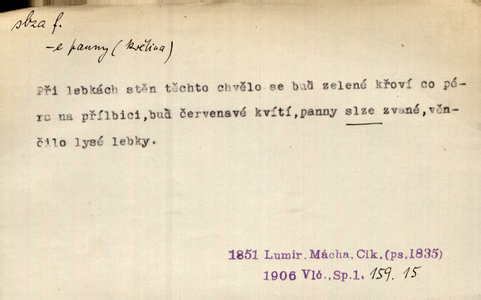 slza f.
-e panny (květina)
Při lebkách stěn těchto chvělo se buď zelené křoví co pé-
ro na přílbici,buď červenavé kvítí,panny slze zvané,věn-
čilo lysé lebky.
1851 Lumir. Mácha, Cik. (ps.1835)
1906 Vlč., Sp.1. 159. 15